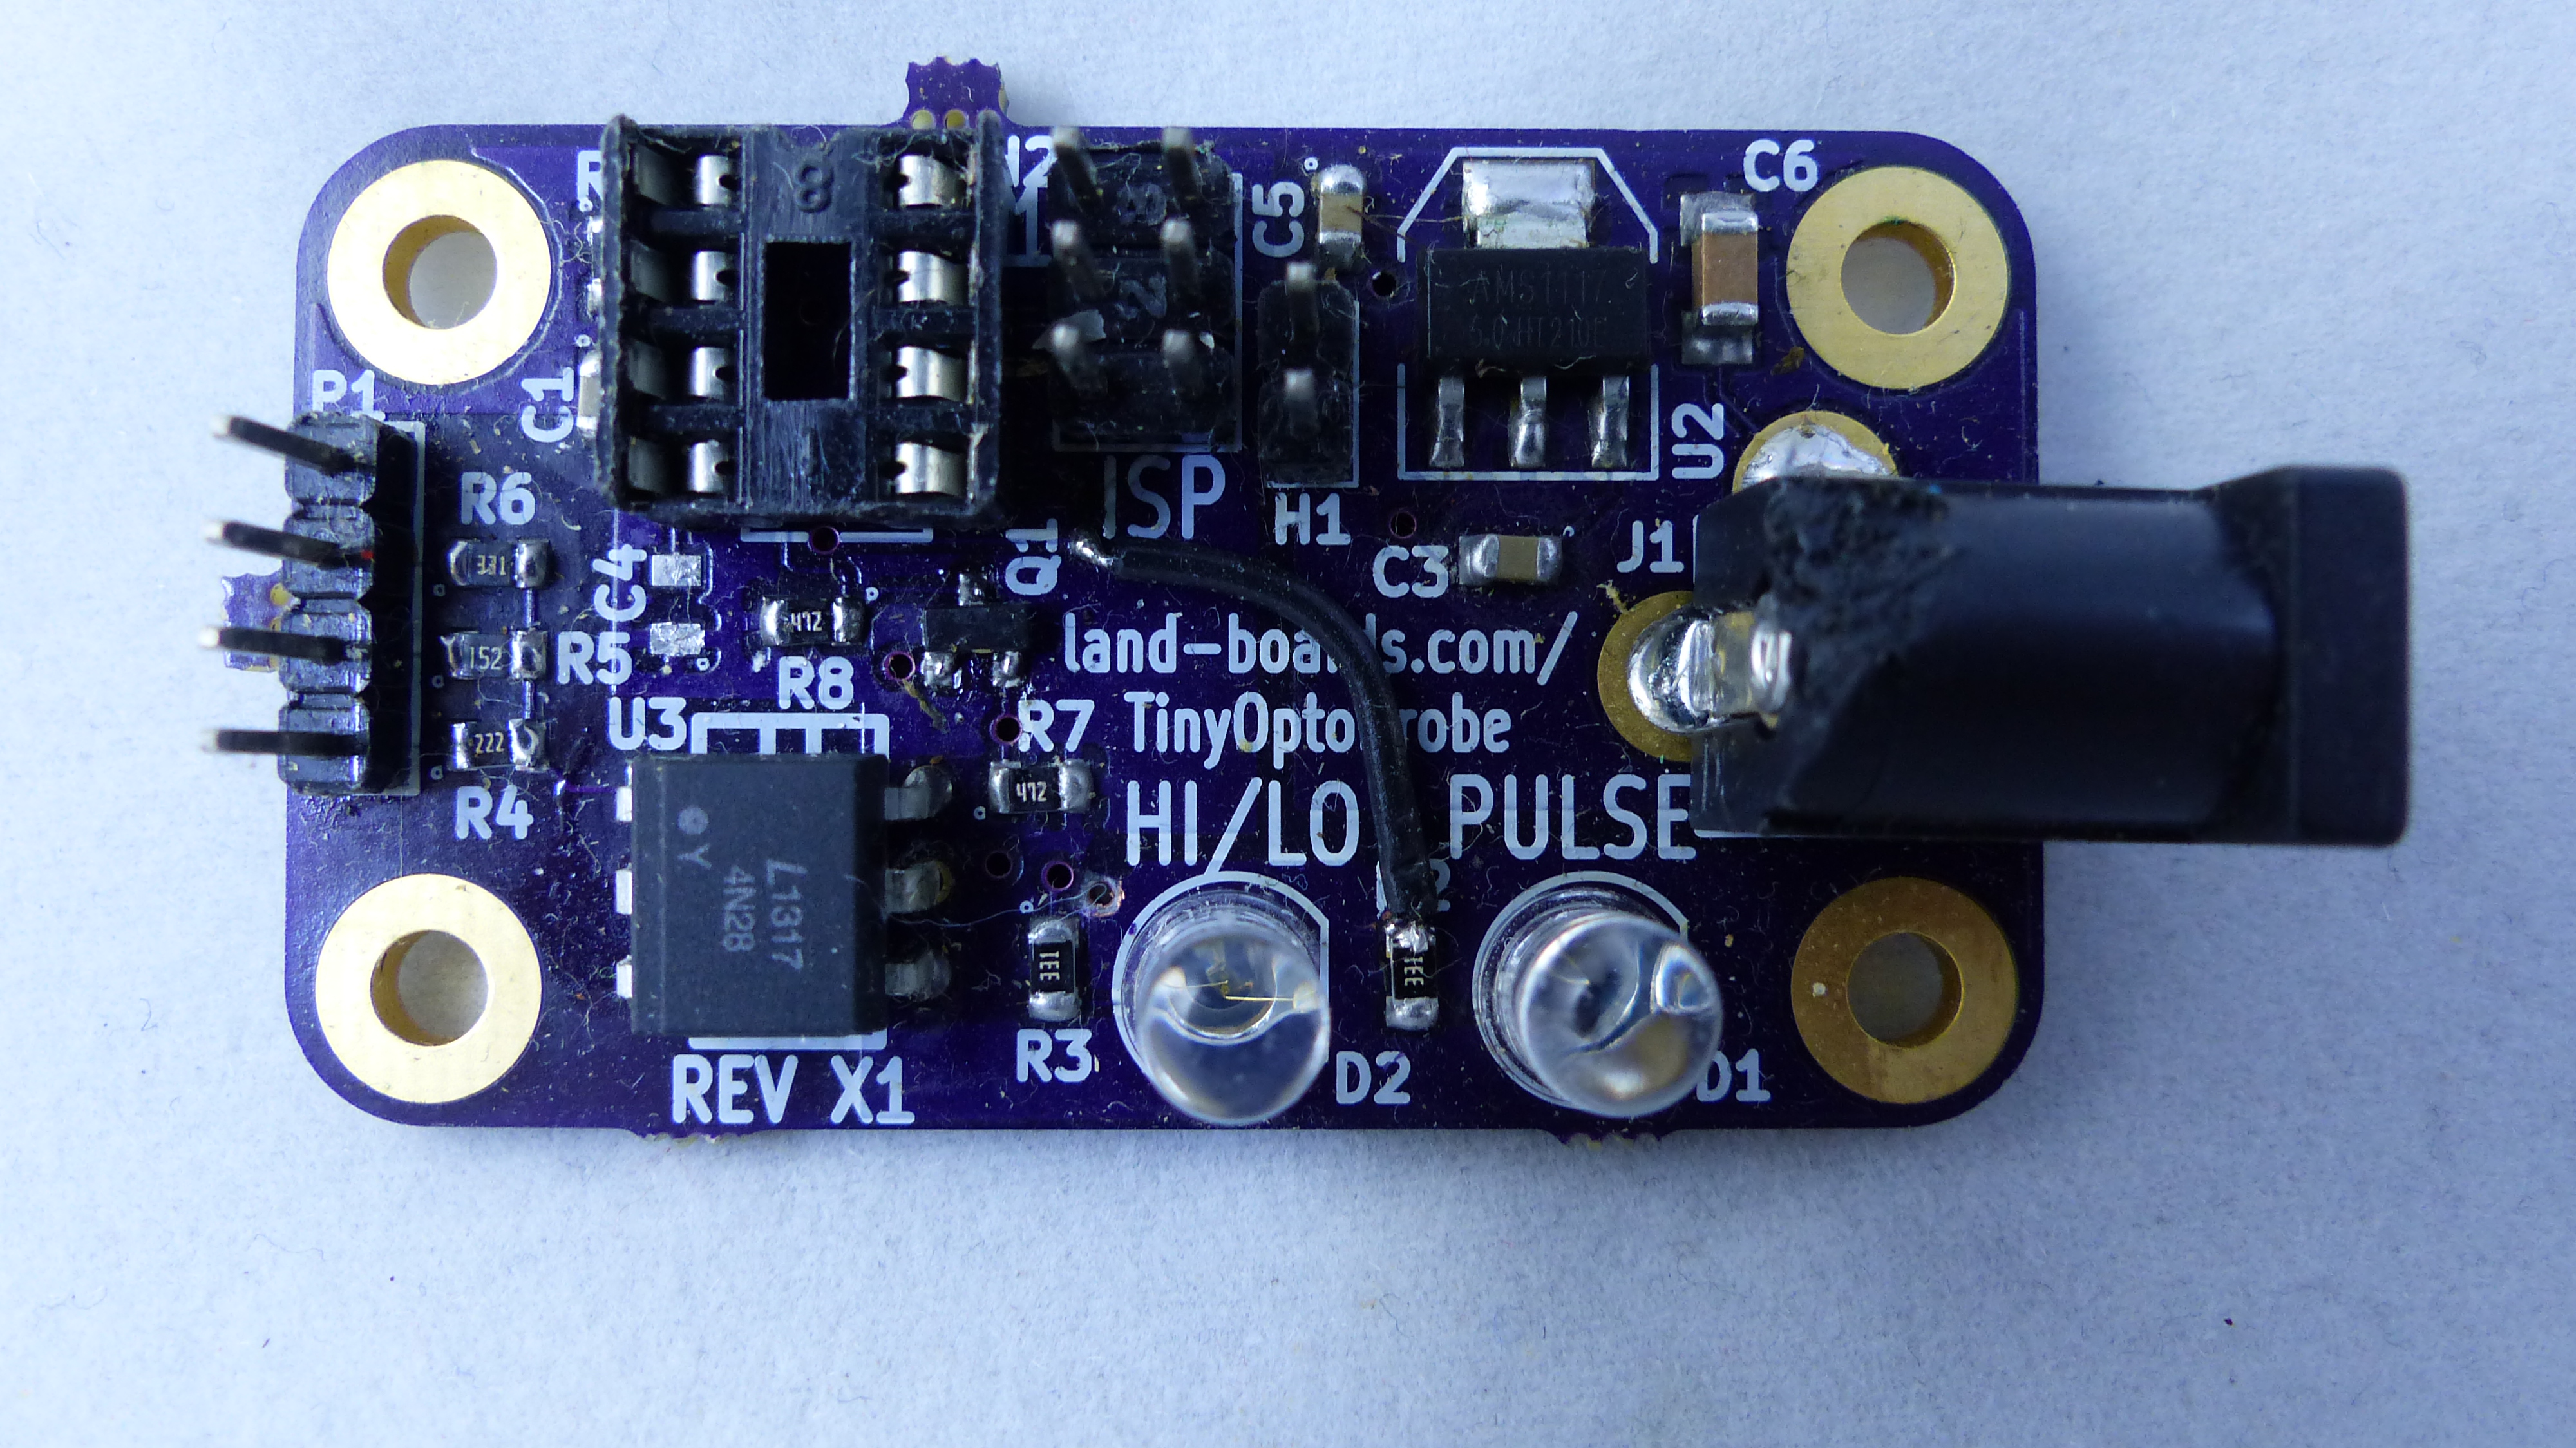 C6
C5
8
AMS1117
5.0
U2
P1
C1
R6
ISP
H1
J1
Q1
C3
C4
331
152
R5
472
R8
land-boa s.com/
U3
R7
TinyOpto robe
222
R4
472
HI/LO
PULSE
L1317
4N28
Y
331
331
R3
D2
D1
REV X1